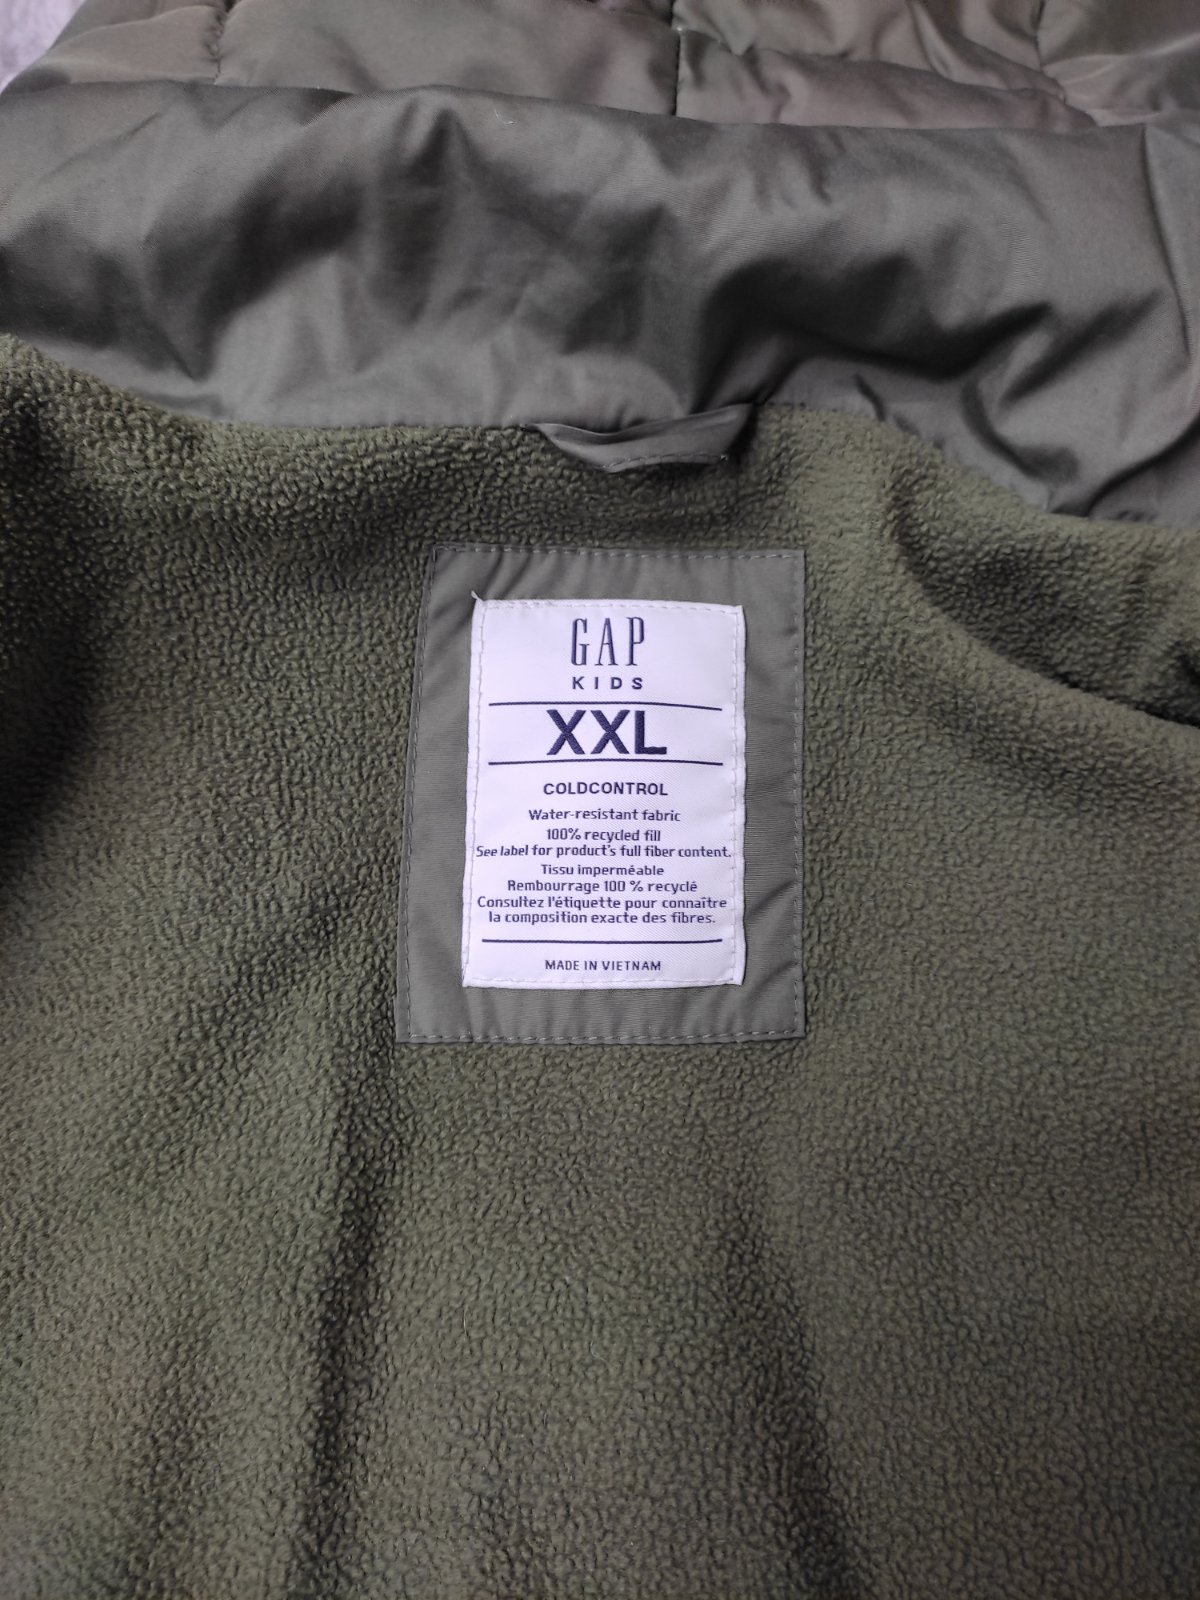 GAP
KIDS
XXL
COLDCONTROL
Water-resistant fabric
100% recycled fill
See label for product's full fiber content.
Tissu imperméable
Rembourrage 100 % recyclé
Consultez l'étiquette pour connaître
la composition exacte des fibres.
MADE IN VIETNAM